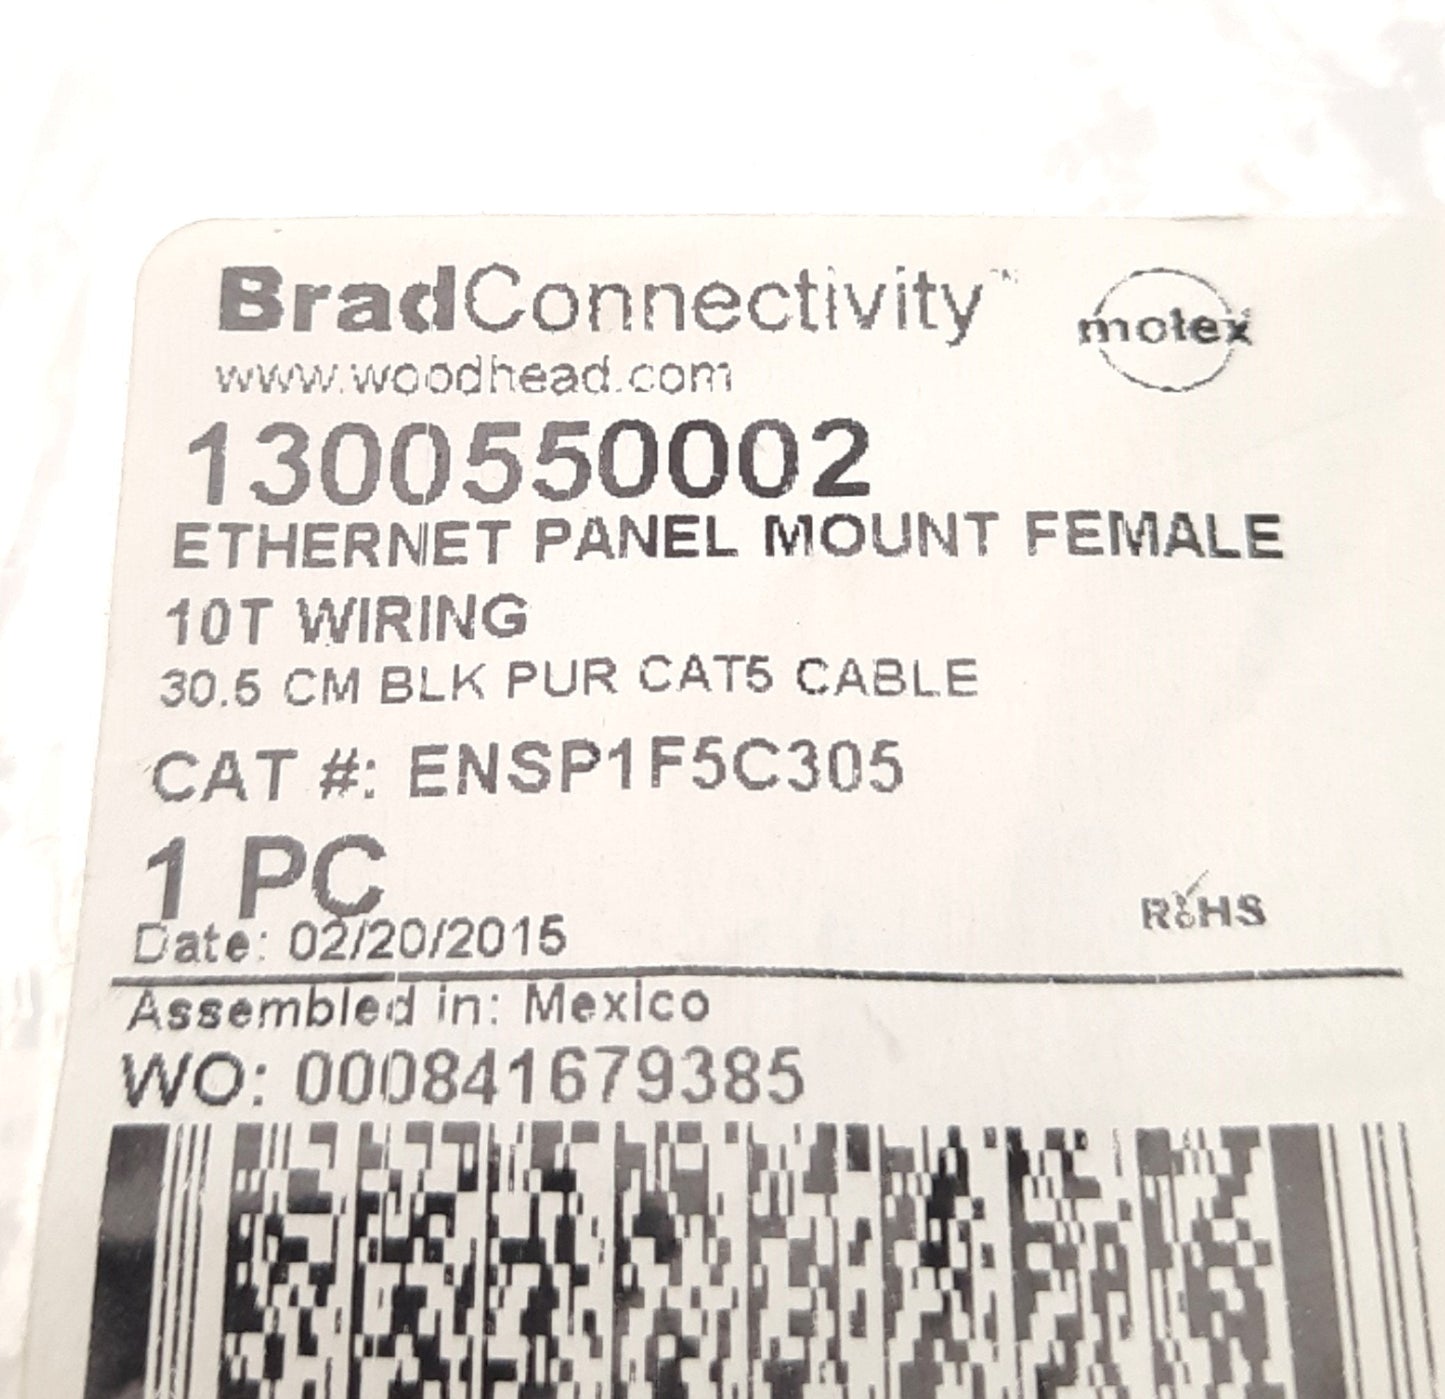 BradConnectivity™
molex
www.woodhead.com
1300550002
ETHERNET PANEL MOUNT FEMALE
10T WIRING
30.5 CM BLK PUR CAT5 CABLE
CAT #: ENSP1F5C305
1 PC
RoHS
Date: 02/20/2015
Assembled in: Mexico
WO: 000841679385